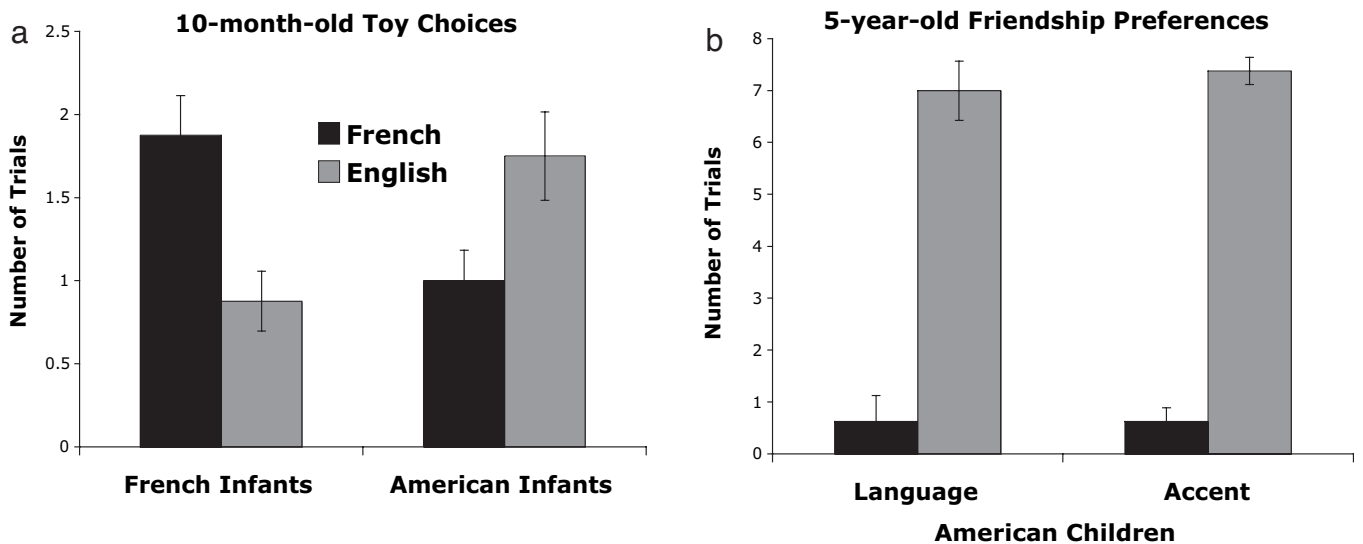 a
10-month-old Toy Choices
2.5
2
1.5
1
0.5
0
Number of Trials
French
English
French Infants
American Infants
b
5-year-old Friendship Preferences
8
7
6
5
4
3
2
1
0
Number of Trials
Language
Accent
American Children